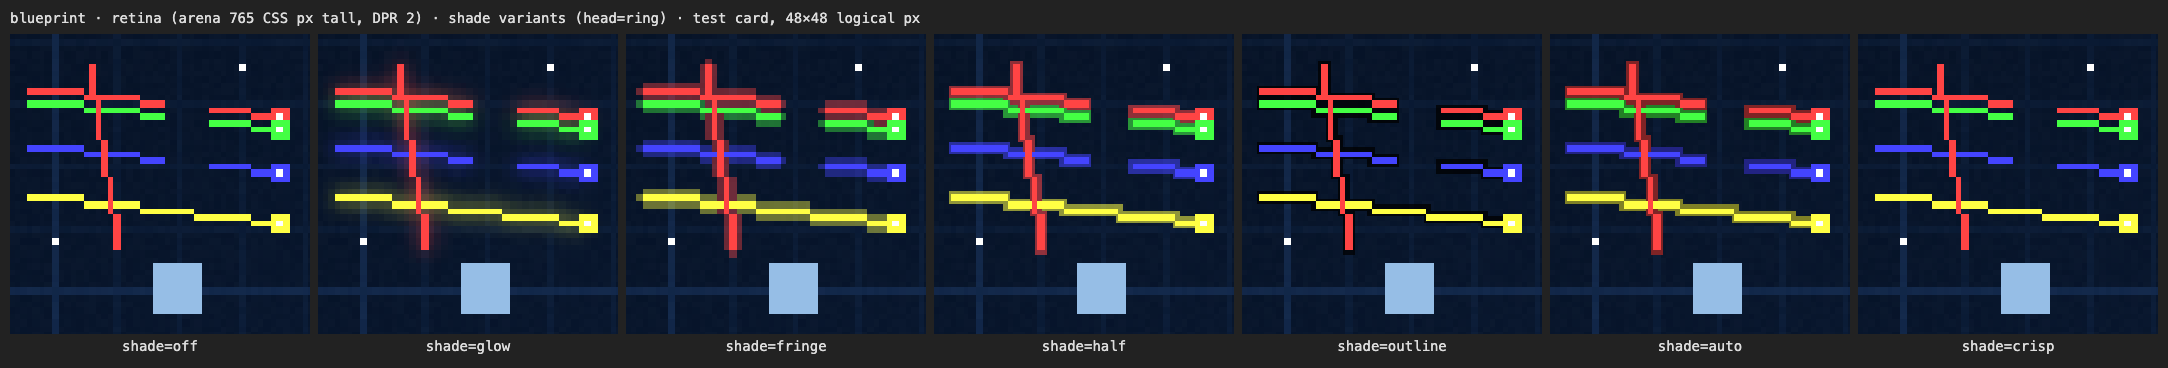 blueprint · retina (arena 765 CSS px tall, DPR 2) · shade variants (head=ring) · test card, 48×48 logical px
shade=off
shade=glow
shade=fringe
shade=half
shade=outline
shade=auto
shade=crisp